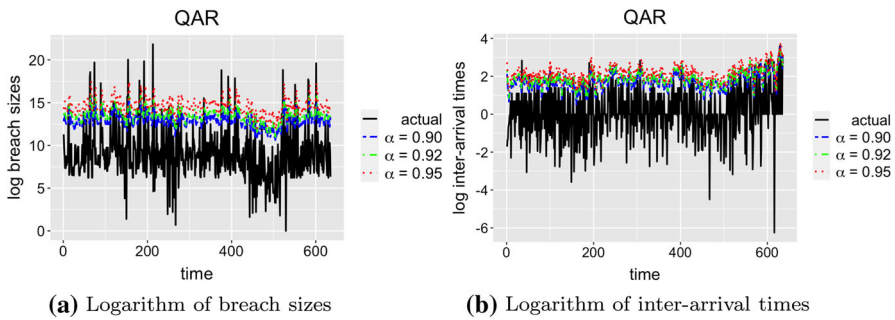 QAR
log breach sizes
20
15
10
5
0
0
200
400
600
time
actual
α = 0.90
α = 0.92
α = 0.95
(a) Logarithm of breach sizes
QAR
log inter-arrival times
4
2
0
-2
-4
-6
0
200
400
600
time
actual
α = 0.90
α = 0.92
α = 0.95
(b) Logarithm of inter-arrival times